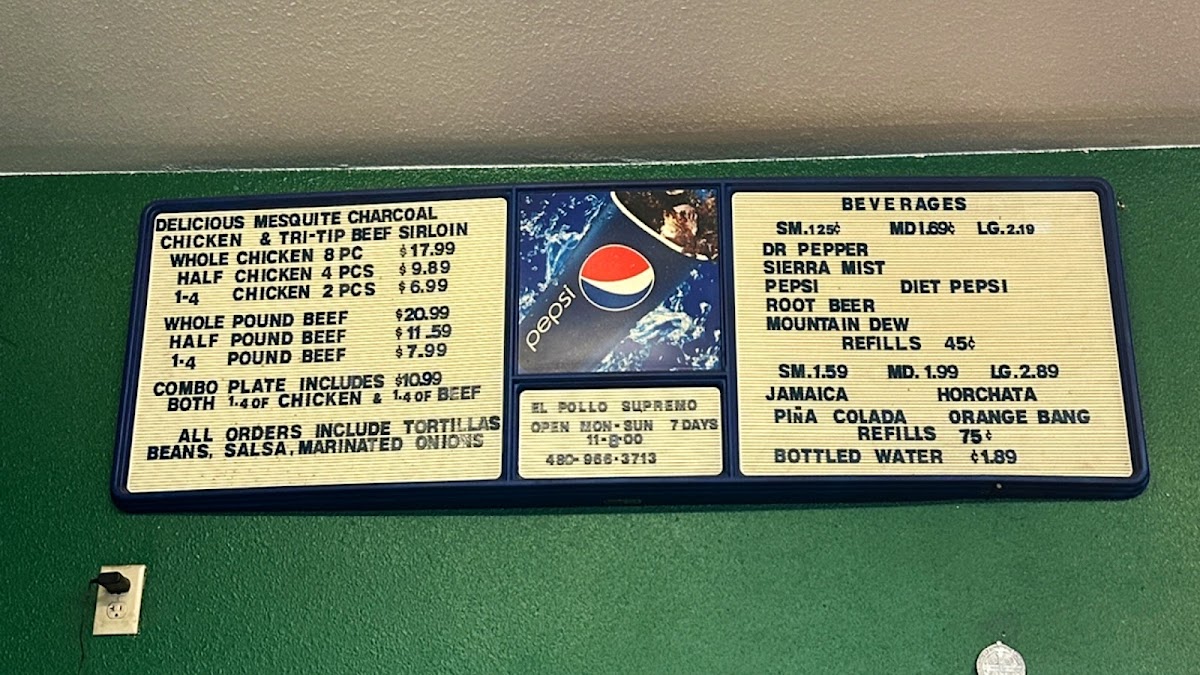 DELICIOUS MESQUITE CHARCOAL
CHICKEN & TRI-TIP BEEF SIRLOIN
WHOLE CHICKEN 8 PC $17.99
HALF CHICKEN 4 PCS $9.89
1-4 CHICKEN 2 PCS $6.99
WHOLE POUND BEEF $20.99
HALF POUND BEEF $11.59
1-4 POUND BEEF $7.99
COMBO PLATE INCLUDES $10.99
BOTH 1.4 OF CHICKEN & 1.4 OF BEEF
ALL ORDERS INCLUDE TORTILLAS
BEANS, SALSA, MARINATED ONIONS
pepsi
EL POLLO SUPREMO
OPEN MON-SUN 7 DAYS
11-8:00
480-966-3713
BEVERAGES
SM.125¢ MD1.69¢ LG.2.19
DR PEPPER
SIERRA MIST
PEPSI DIET PEPSI
ROOT BEER
MOUNTAIN DEW
REFILLS 45¢
SM.1.59 MD.1.99 LG.2.89
JAMAICA HORCHATA
PIÑA COLADA ORANGE BANG
REFILLS 75¢
BOTTLED WATER ¢1.89